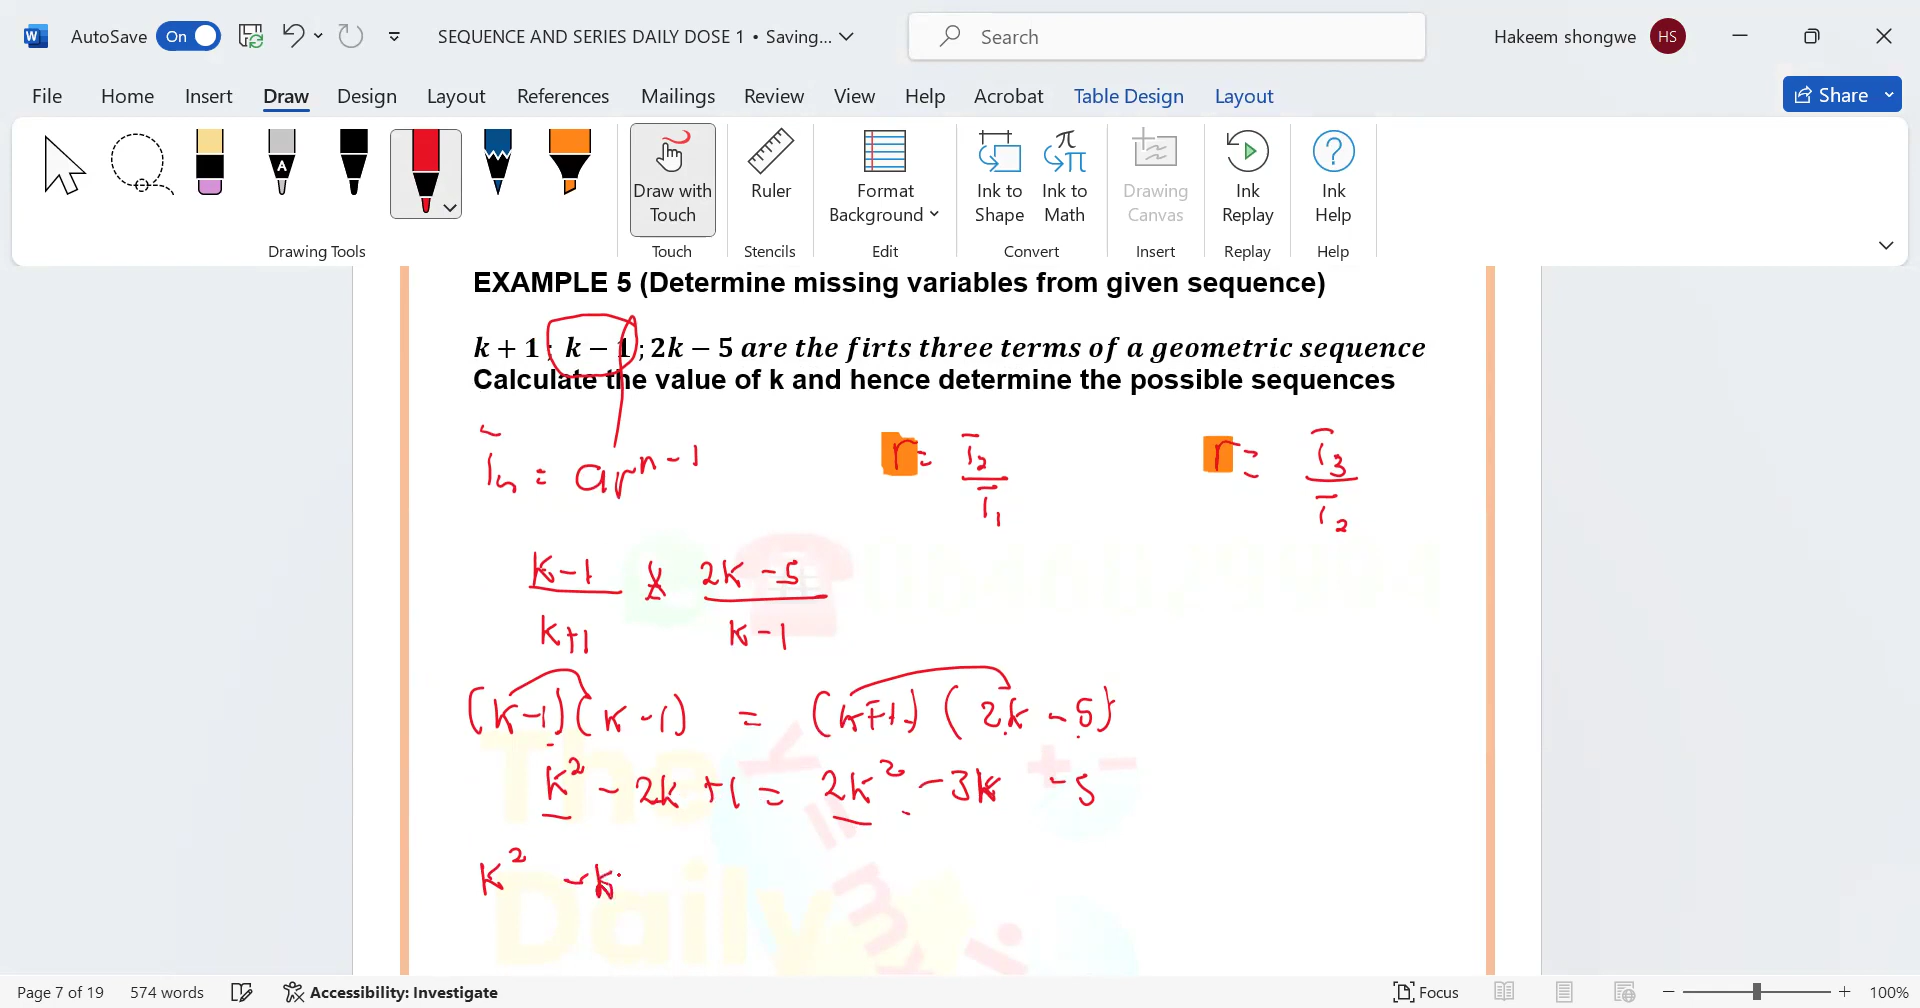 AutoSave On SEQUENCE AND SERIES DAILY DOSE 1 • Saving... Search Hakeem shongwe HS
File Home Insert Draw Design Layout References Mailings Review View Help Acrobat Table Design Layout Share
Draw with Touch Ruler Format Background Ink to Shape Ink to Math Drawing Canvas Ink Replay Ink Help
Drawing Tools Touch Stencils Edit Convert Insert Replay Help
EXAMPLE 5 (Determine missing variables from given sequence)
k + 1 ; k − 1 ; 2k − 5 are the firts three terms of a geometric sequence
Calculate the value of k and hence determine the possible sequences
Tn = ar^(n-1) r = T2/T1 r = T3/T2
(k-1)/(k+1) (2k-5)/(k-1)
(k-1)(k-1) = (k+1)(2k-5)
k² - 2k + 1 = 2k² - 3k - 5
k² - k
The
Daily
Page 7 of 19 574 words Accessibility: Investigate Focus 100%